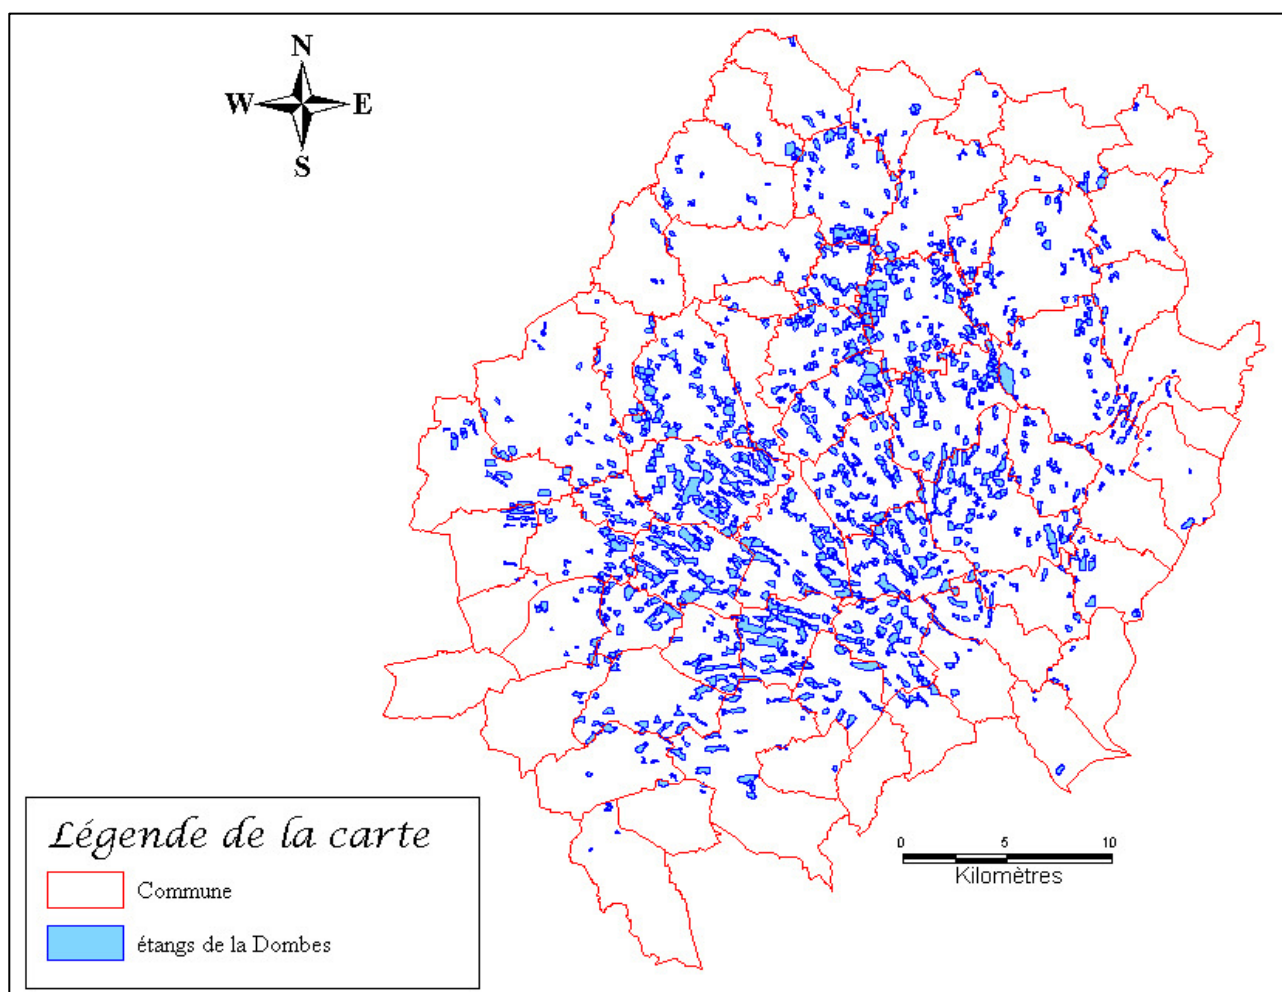 N
W E
S
Légende de la carte
Commune
étangs de la Dombes
0 5 10
Kilomètres